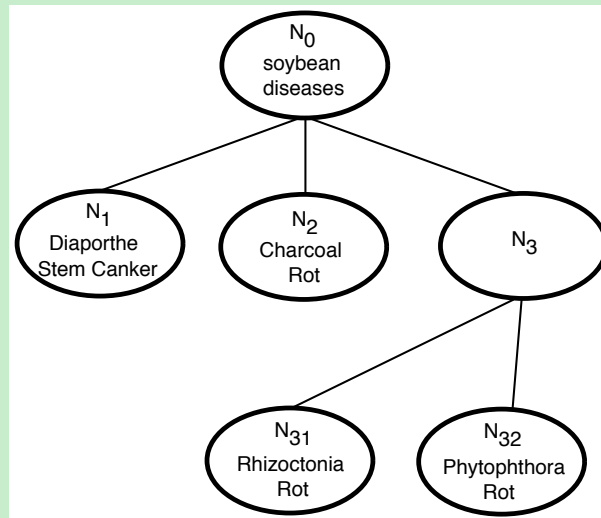 N0
soybean
diseases
N1
Diaporthe
Stem Canker
N2
Charcoal
Rot
N3
N31
Rhizoctonia
Rot
N32
Phytophthora
Rot